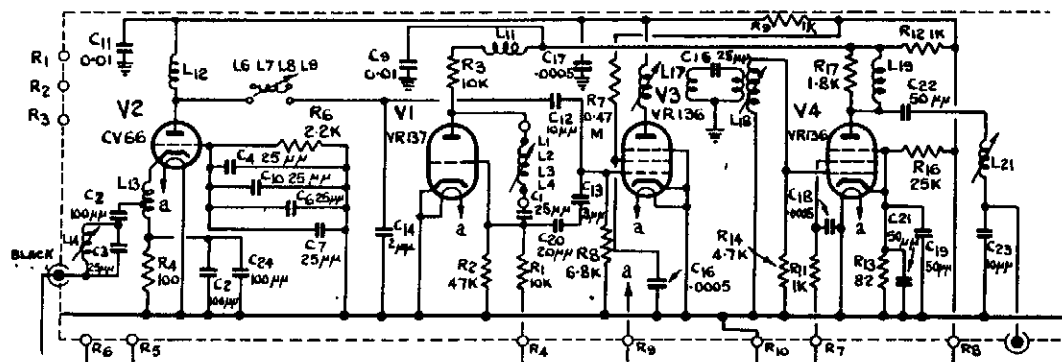 C11
0.01
R1
R2
R3
L12
V2
CV66
L6 L7 L8 L9
R6
2.2K
C4 25 μμ
C10 25 μμ
C6 25μμ
C7
25μμ
L13
a
C2
100μμ
L14
C3
25μμ
BLACK
R4
100
C2
100μμ
C24
100μμ
C14
2μμ
C9
0.01
L11
R3
10K
V1
VR137
a
L1
L2
L3
L4
C1
25μμ
C12
10μμ
C13
3μμ
C20
20μμ
R2
47K
R1
10K
C17
.0005
R7
0.47
M
R8
6.8K
a
L17
V3
VR136
a
C16
.0005
C15 25μμ
L18
R9 1K
R14
4.7K
R12 1K
R17
1.8K
L19
V4
VR136
C22
50μμ
a
C18
.0005
R11
1K
R16
25K
C21
50μμ
R13
82
C19
50μμ
L21
C23
10μμ
R6
R5
R4
R9
R10
R7
R8